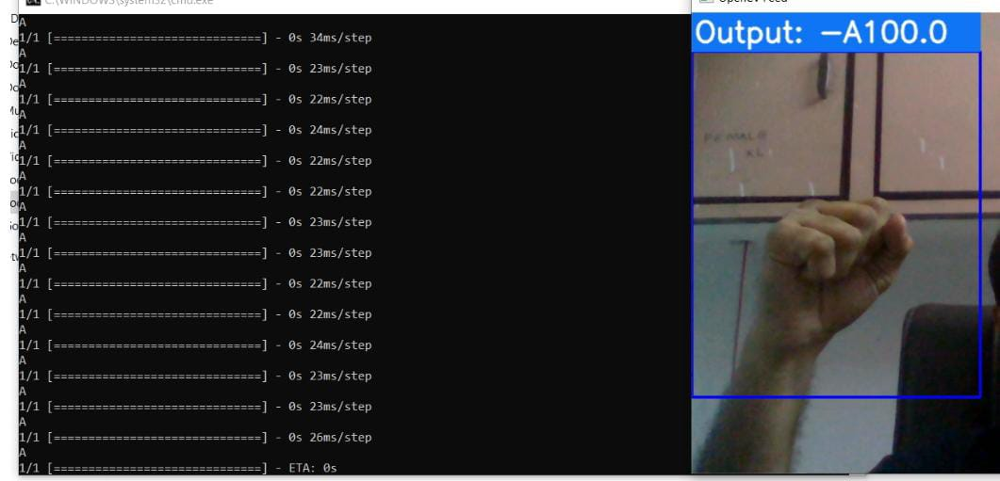 C:\WINDOWS\system32\cmd.exe
A
1/1 [==============================] - 0s 34ms/step
A
1/1 [==============================] - 0s 23ms/step
A
1/1 [==============================] - 0s 22ms/step
A
1/1 [==============================] - 0s 24ms/step
A
1/1 [==============================] - 0s 22ms/step
A
1/1 [==============================] - 0s 22ms/step
A
1/1 [==============================] - 0s 23ms/step
A
1/1 [==============================] - 0s 23ms/step
A
1/1 [==============================] - 0s 22ms/step
A
1/1 [==============================] - 0s 22ms/step
A
1/1 [==============================] - 0s 24ms/step
A
1/1 [==============================] - 0s 23ms/step
A
1/1 [==============================] - 0s 23ms/step
A
1/1 [==============================] - 0s 26ms/step
A
1/1 [==============================] - ETA: 0s
OpenCV Feed
Output: -A100.0
FEMALE
XL